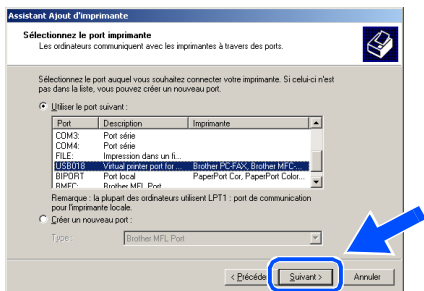 Assistant Ajout d'imprimante
Sélectionnez le port imprimante
Les ordinateurs communiquent avec les imprimantes à travers des ports.
Sélectionnez le port auquel vous souhaitez connecter votre imprimante. Si celui-ci n'est
pas dans la liste, vous pouvez créer un nouveau port.
Utiliser le port suivant :
Port Description Imprimante
COM3: Port série
COM4: Port série
FILE: Impression dans un fi...
USB018 Virtual printer port for ... Brother PC-FAX, Brother MFC-...
BIPORT Port local PaperPort Cor, PaperPort Color...
BMFC: Brother MFL Port
Remarque : la plupart des ordinateurs utilisent LPT1 : port de communication
pour l'imprimante locale.
Créer un nouveau port :
Type : Brother MFL Port
< Précéde Suivant > Annuler